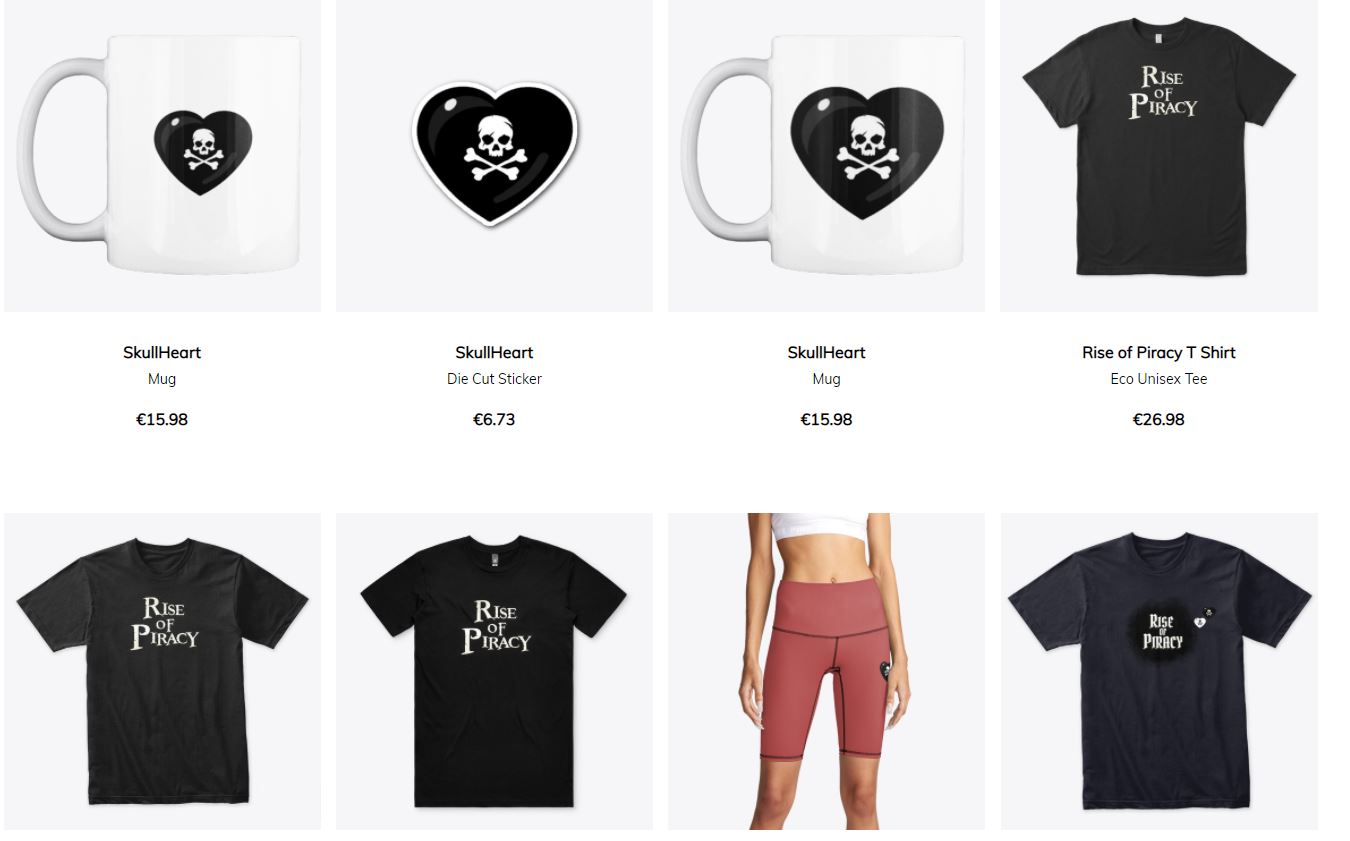 RISE
OF
PIRACY
SkullHeart
Mug
€15.98
SkullHeart
Die Cut Sticker
€6.73
SkullHeart
Mug
€15.98
Rise of Piracy T Shirt
Eco Unisex Tee
€26.98
RISE
OF
PIRACY
RISE
OF
PIRACY
RISE
OF
PIRACY